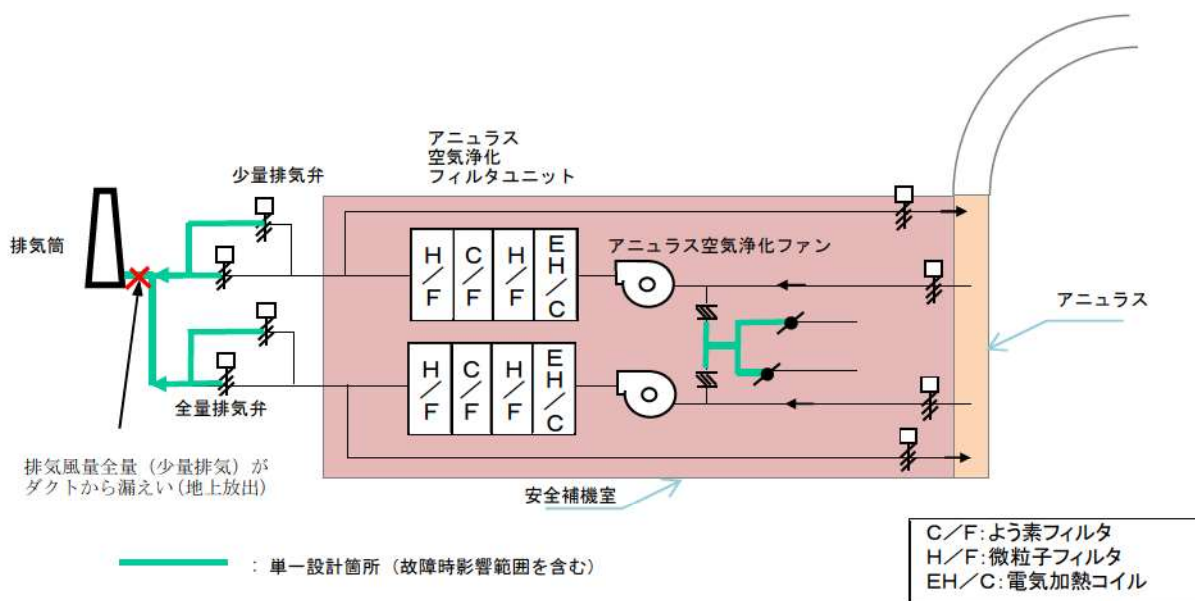 アニュラス
空気浄化
フィルタユニット
少量排気弁
排気筒
アニュラス空気浄化ファン
H/F
C/F
H/F
EH/C
アニュラス
H/F
C/F
H/F
EH/C
全量排気弁
排気風量全量（少量排気）が
ダクトから漏えい（地上放出）
安全補機室
：単一設計箇所（故障時影響範囲を含む）
C／F：よう素フィルタ
H／F：微粒子フィルタ
EH／C：電気加熱コイル